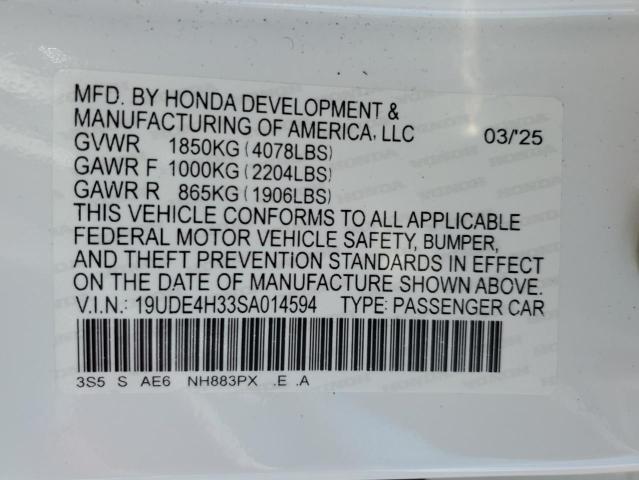 MFD. BY HONDA DEVELOPMENT &
MANUFACTURING OF AMERICA, LLC 03/'25
GVWR 1850KG (4078LBS)
GAWR F 1000KG (2204LBS)
GAWR R 865KG (1906LBS)
THIS VEHICLE CONFORMS TO ALL APPLICABLE
FEDERAL MOTOR VEHICLE SAFETY, BUMPER,
AND THEFT PREVENTION STANDARDS IN EFFECT
ON THE DATE OF MANUFACTURE SHOWN ABOVE.
V.I.N.: 19UDE4H33SA014594 TYPE: PASSENGER CAR
3S5 S AE6 NH883PX .E .A